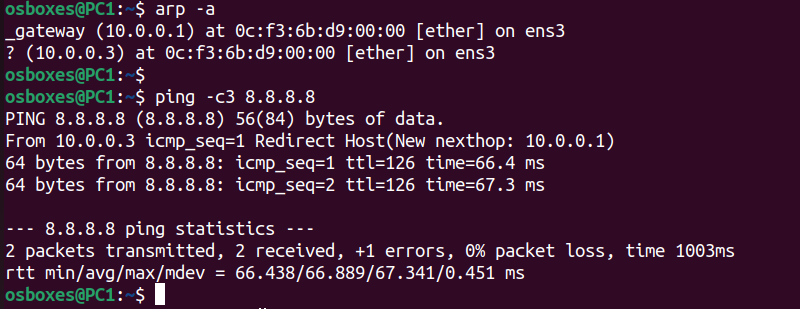 osboxes@PC1:~$ arp -a
_gateway (10.0.0.1) at 0c:f3:6b:d9:00:00 [ether] on ens3
? (10.0.0.3) at 0c:f3:6b:d9:00:00 [ether] on ens3
osboxes@PC1:~$
osboxes@PC1:~$ ping -c3 8.8.8.8
PING 8.8.8.8 (8.8.8.8) 56(84) bytes of data.
From 10.0.0.3 icmp_seq=1 Redirect Host(New nexthop: 10.0.0.1)
64 bytes from 8.8.8.8: icmp_seq=1 ttl=126 time=66.4 ms
64 bytes from 8.8.8.8: icmp_seq=2 ttl=126 time=67.3 ms
--- 8.8.8.8 ping statistics ---
2 packets transmitted, 2 received, +1 errors, 0% packet loss, time 1003ms
rtt min/avg/max/mdev = 66.438/66.889/67.341/0.451 ms
osboxes@PC1:~$